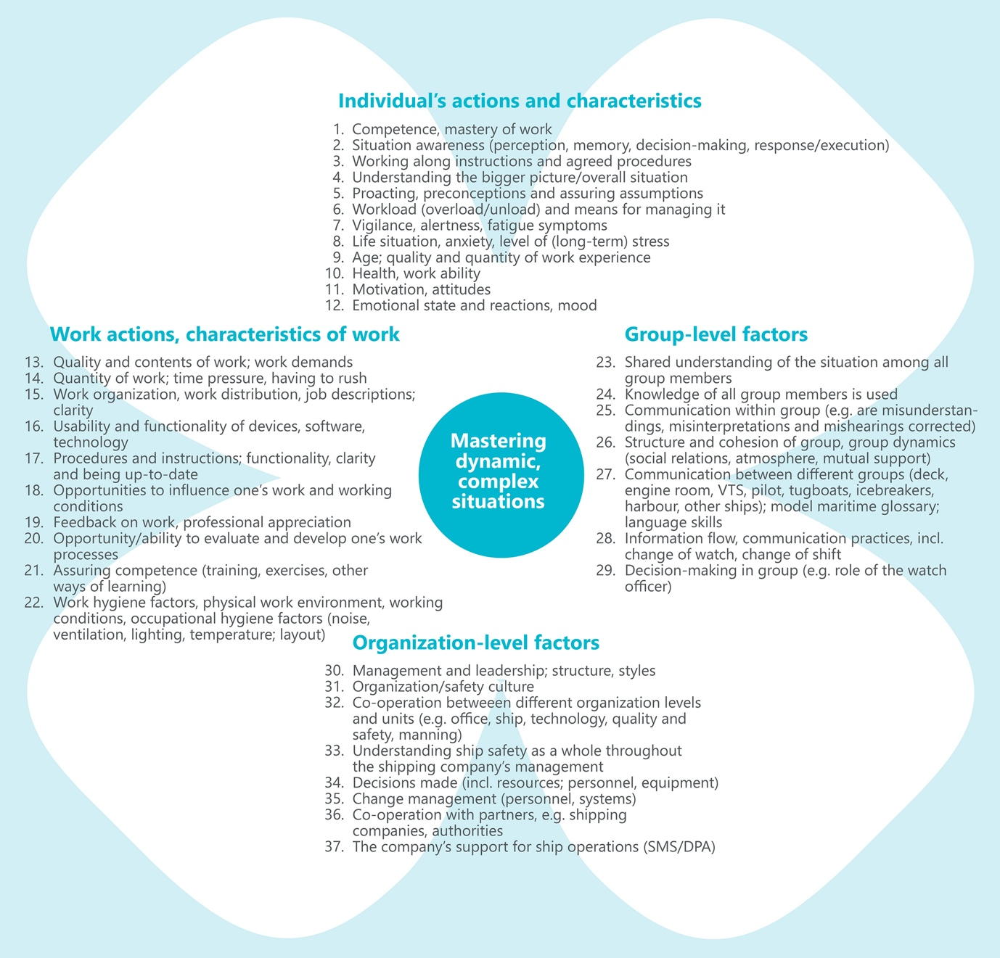 Individual's actions and characteristics
1. Competence, mastery of work
2. Situation awareness (perception, memory, decision-making, response/execution)
3. Working along instructions and agreed procedures
4. Understanding the bigger picture/overall situation
5. Proacting, preconceptions and assuring assumptions
6. Workload (overload/unload) and means for managing it
7. Vigilance, alertness, fatigue symptoms
8. Life situation, anxiety, level of (long-term) stress
9. Age; quality and quantity of work experience
10. Health, work ability
11. Motivation, attitudes
12. Emotional state and reactions, mood
Work actions, characteristics of work
13. Quality and contents of work; work demands
14. Quantity of work; time pressure, having to rush
15. Work organization, work distribution, job descriptions;
clarity
16. Usability and functionality of devices, software,
technology
17. Procedures and instructions; functionality, clarity
and being up-to-date
18. Opportunities to influence one's work and working
conditions
19. Feedback on work, professional appreciation
20. Opportunity/ability to evaluate and develop one's work
processes
21. Assuring competence (training, exercises, other
ways of learning)
22. Work hygiene factors, physical work environment, working
conditions, occupational hygiene factors (noise,
ventilation, lighting, temperature; layout)
Mastering
dynamic,
complex
situations
Group-level factors
23. Shared understanding of the situation among all
group members
24. Knowledge of all group members is used
25. Communication within group (e.g. are misunderstan-
dings, misinterpretations and mishearings corrected)
26. Structure and cohesion of group, group dynamics
(social relations, atmosphere, mutual support)
27. Communication between different groups (deck,
engine room, VTS, pilot, tugboats, icebreakers,
harbour, other ships); model maritime glossary;
language skills
28. Information flow, communication practices, incl.
change of watch, change of shift
29. Decision-making in group (e.g. role of the watch
officer)
Organization-level factors
30. Management and leadership; structure, styles
31. Organization/safety culture
32. Co-operation betweeen different organization levels
and units (e.g. office, ship, technology, quality and
safety, manning)
33. Understanding ship safety as a whole throughout
the shipping company's management
34. Decisions made (incl. resources; personnel, equipment)
35. Change management (personnel, systems)
36. Co-operation with partners, e.g. shipping
companies, authorities
37. The company's support for ship operations (SMS/DPA)